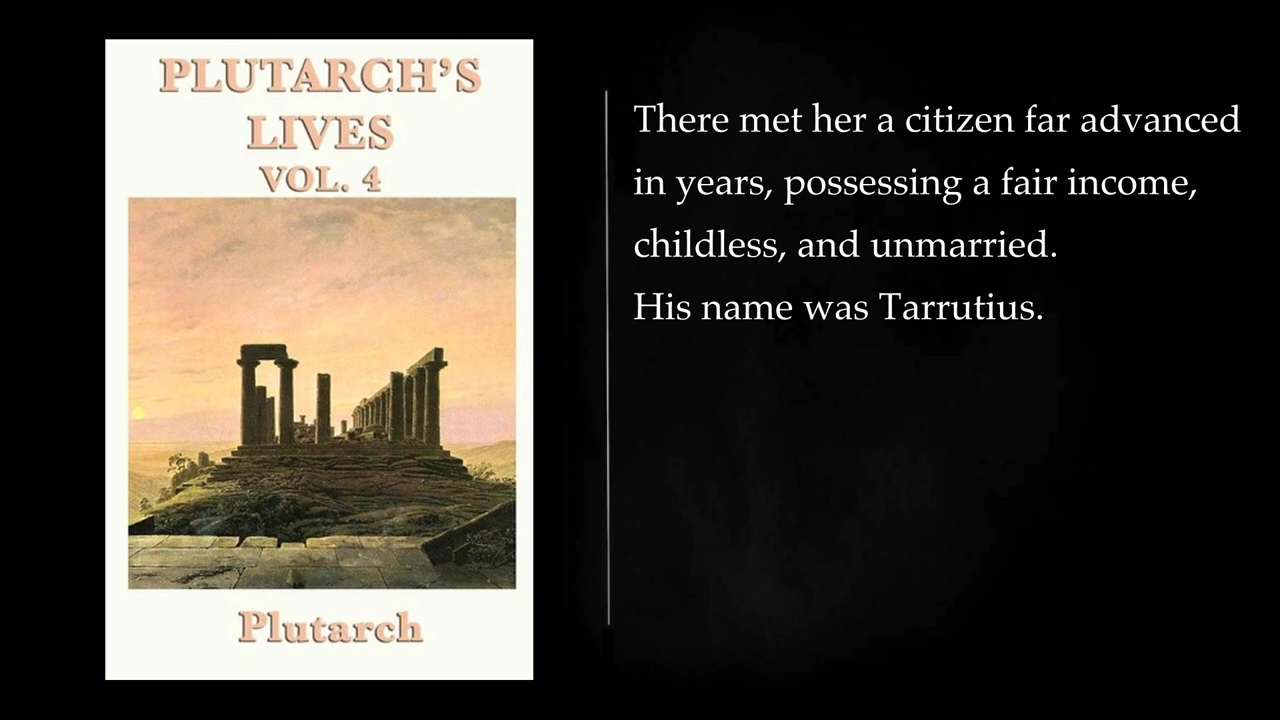 PLUTARCH'S
LIVES
VOL. 4
Plutarch
There met her a citizen far advanced
in years, possessing a fair income,
childless, and unmarried.
His name was Tarrutius.